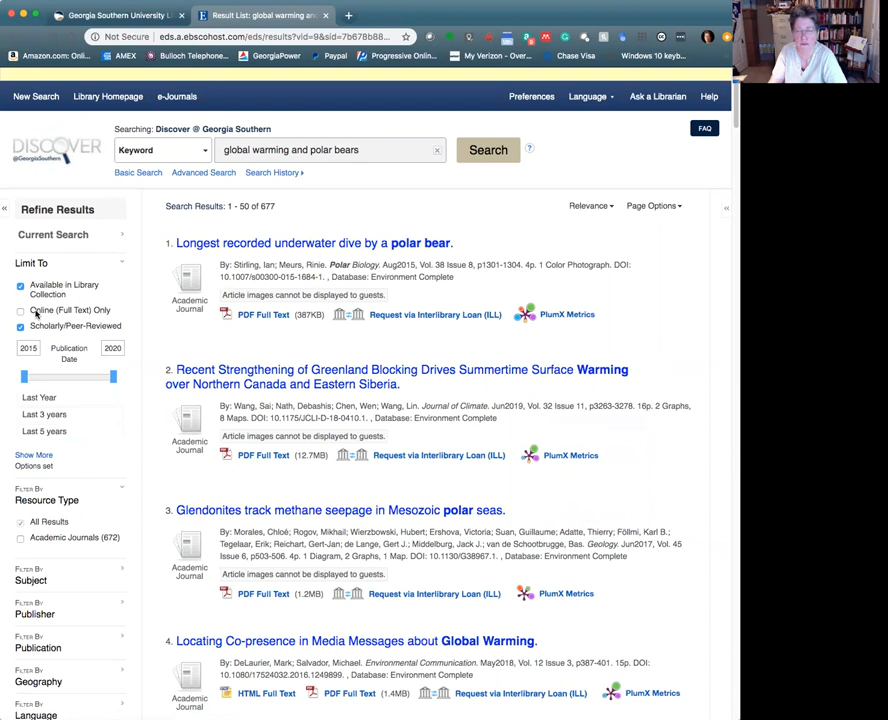 Georgia Southern University Li
Result List: global warming and
Not Secure
eds.a.ebscohost.com/eds/results?vid=9&sid=7b678b88...
Amazon.com: Onli...
AMEX
Bulloch Telephone...
GeorgiaPower
Paypal
Progressive Onlin...
My Verizon - Over...
Chase Visa
Windows 10 keyb...
New Search
Library Homepage
e-Journals
Preferences
Language
Ask a Librarian
Help
Searching: Discover @ Georgia Southern
FAQ
DISCOVER
@GeorgiaSouthern
Keyword
global warming and polar bears
Search
?
Basic Search
Advanced Search
Search History
Refine Results
Current Search
Limit To
Available in Library
Collection
Online (Full Text) Only
Scholarly/Peer-Reviewed
2015
Publication
Date
2020
Last Year
Last 3 years
Last 5 years
Show More
Options set
Filter By
Resource Type
All Results
Academic Journals (672)
Filter By
Subject
Filter By
Publisher
Filter By
Publication
Filter By
Geography
Filter By
Language
Search Results: 1 - 50 of 677
Relevance
Page Options
1. Longest recorded underwater dive by a polar bear.
Academic
Journal
By: Stirling, Ian; Meurs, Rinie. Polar Biology. Aug2015, Vol. 38 Issue 8, p1301-1304. 4p. 1 Color Photograph. DOI:
10.1007/s00300-015-1684-1. , Database: Environment Complete
Article images cannot be displayed to guests.
PDF Full Text (387KB)
Request via Interlibrary Loan (ILL)
PlumX Metrics
2. Recent Strengthening of Greenland Blocking Drives Summertime Surface Warming
over Northern Canada and Eastern Siberia.
Academic
Journal
By: Wang, Sai; Nath, Debashis; Chen, Wen; Wang, Lin. Journal of Climate. Jun2019, Vol. 32 Issue 11, p3263-3278. 16p. 2 Graphs,
8 Maps. DOI: 10.1175/JCLI-D-18-0410.1. , Database: Environment Complete
Article images cannot be displayed to guests.
PDF Full Text (12.7MB)
Request via Interlibrary Loan (ILL)
PlumX Metrics
3. Glendonites track methane seepage in Mesozoic polar seas.
Academic
Journal
By: Morales, Chloé; Rogov, Mikhail; Wierzbowski, Hubert; Ershova, Victoria; Suan, Guillaume; Adatte, Thierry; Föllmi, Karl B.;
Tegelaar, Erik; Reichart, Gert-Jan; de Lange, Gert J.; Middelburg, Jack J.; van de Schootbrugge, Bas. Geology. Jun2017, Vol. 45
Issue 6, p503-506. 4p. 1 Diagram, 2 Graphs, 1 Map. DOI: 10.1130/G38967.1. , Database: Environment Complete
Article images cannot be displayed to guests.
PDF Full Text (1.2MB)
Request via Interlibrary Loan (ILL)
PlumX Metrics
4. Locating Co-presence in Media Messages about Global Warming.
Academic
Journal
By: DeLaurier, Mark; Salvador, Michael. Environmental Communication. May2018, Vol. 12 Issue 3, p387-401. 15p. DOI:
10.1080/17524032.2016.1249899. , Database: Environment Complete
HTML Full Text
PDF Full Text (1.4MB)
Request via Interlibrary Loan (ILL)
PlumX Metrics